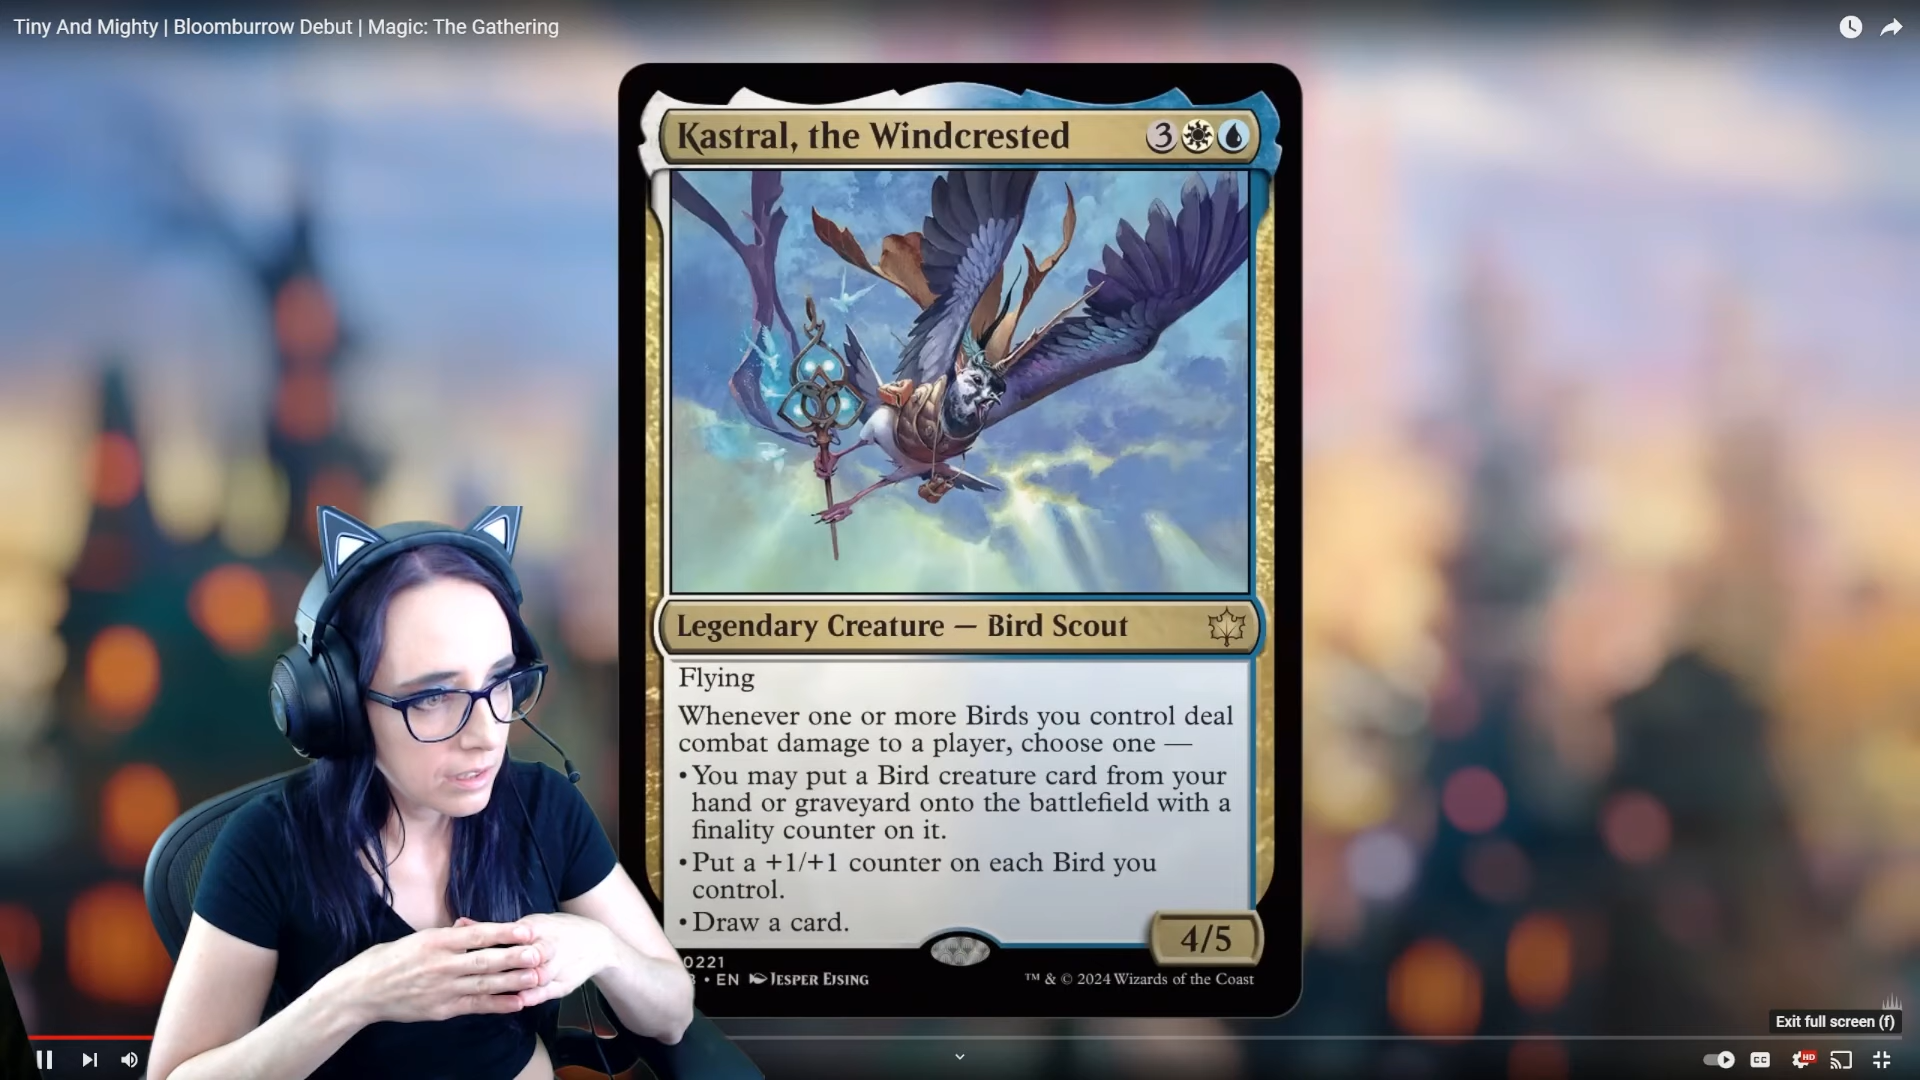 Tiny And Mighty | Bloomburrow Debut | Magic: The Gathering
Kastral, the Windcrested 3
Legendary Creature — Bird Scout
Flying
Whenever one or more Birds you control deal
combat damage to a player, choose one —
• You may put a Bird creature card from your
hand or graveyard onto the battlefield with a
finality counter on it.
• Put a +1/+1 counter on each Bird you
control.
• Draw a card.
4/5
0221
• EN JESPER EJSING
™ & © 2024 Wizards of the Coast
Exit full screen (f)
CC
HD